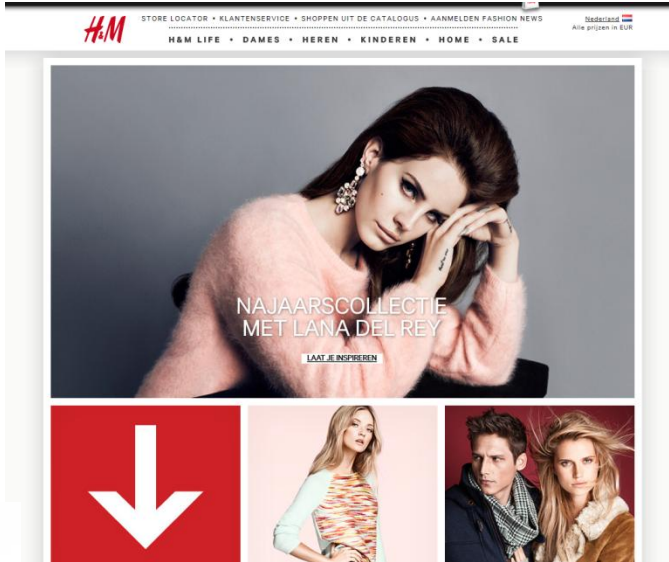 H&M
STORE LOCATOR • KLANTENSERVICE • SHOPPEN UIT DE CATALOGUS • AANMELDEN FASHION NEWS
Nederland
Alle prijzen in EUR
H&M LIFE • DAMES • HEREN • KINDEREN • HOME • SALE
NAJAARSCOLLECTIE
MET LANA DEL REY
LAAT JE INSPIREREN